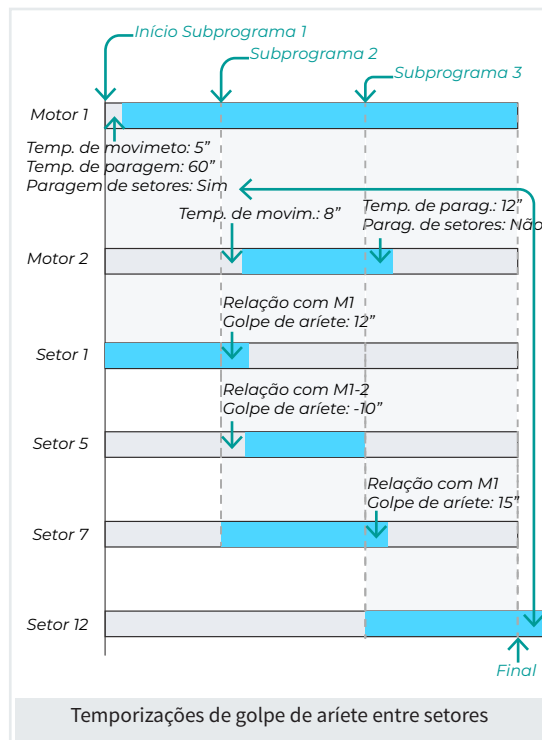 Início Subprograma 1
Subprograma 2
Subprograma 3
Motor 1
Temp. de movimeto: 5”
Temp. de paragem: 60”
Paragem de setores: Sim
Temp. de movim.: 8”
Temp. de parag.: 12”
Parag. de setores: Não
Motor 2
Relação com M1
Golpe de aríete: 12”
Setor 1
Relação com M1-2
Golpe de aríete: -10”
Setor 5
Relação com M1
Golpe de aríete: 15”
Setor 7
Setor 12
Final
Temporizações de golpe de aríete entre setores